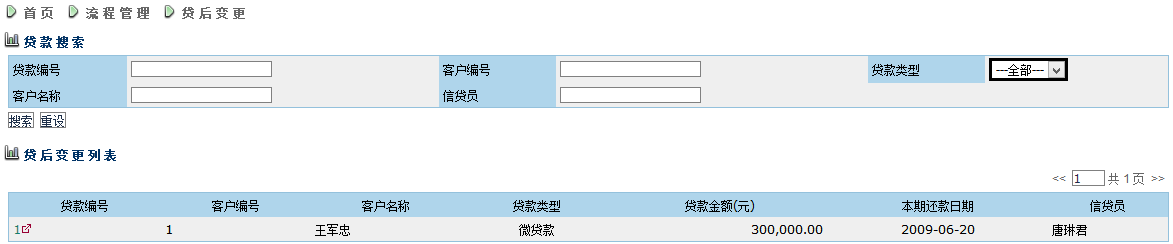 首页 流程管理 贷后变更
贷款搜索
贷款编号 客户编号 贷款类型 ---全部---
客户名称 信贷员
搜索 重设
贷后变更列表
<< 1 共 1 页 >>
贷款编号 客户编号 客户名称 贷款类型 贷款金额(元) 本期还款日期 信贷员
1 1 王军忠 微贷款 300,000.00 2009-06-20 唐琳君